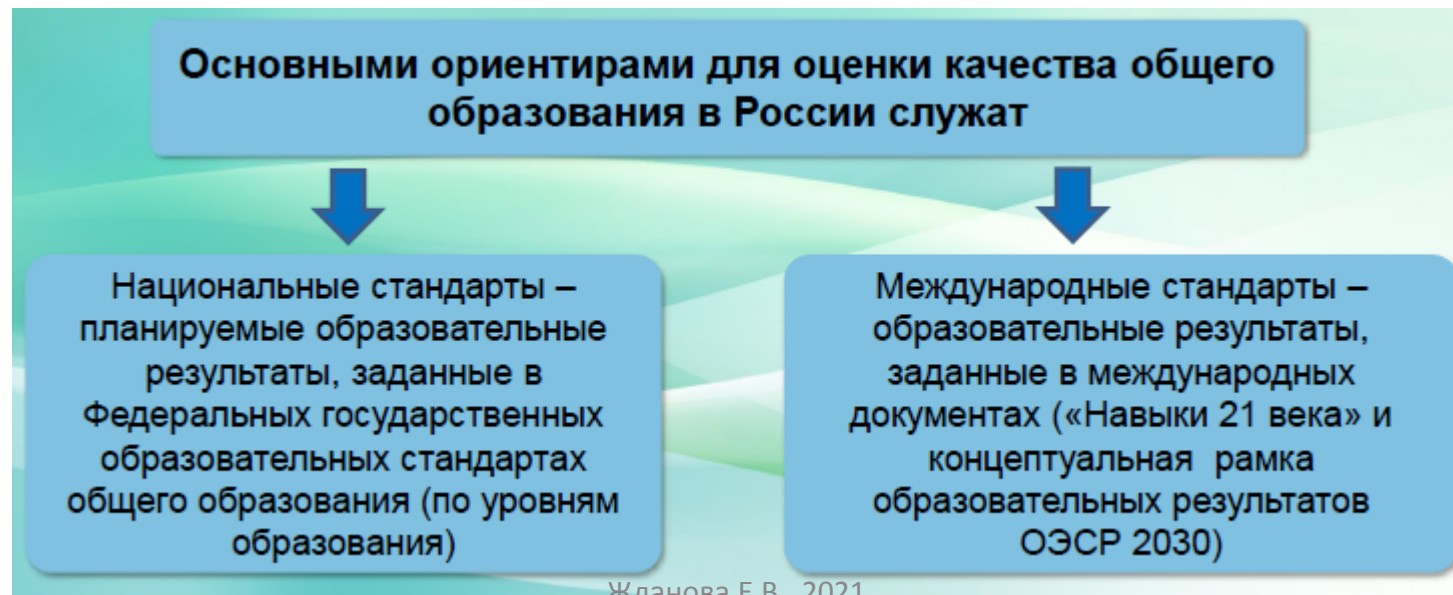 Основными ориентирами для оценки качества общего
образования в России служат
Национальные стандарты –
планируемые образовательные
результаты, заданные в
Федеральных государственных
образовательных стандартах
общего образования (по уровням
образования)
Международные стандарты –
образовательные результаты,
заданные в международных
документах («Навыки 21 века» и
концептуальная рамка
образовательных результатов
ОЭСР 2030)
Жданова Е.В., 2021